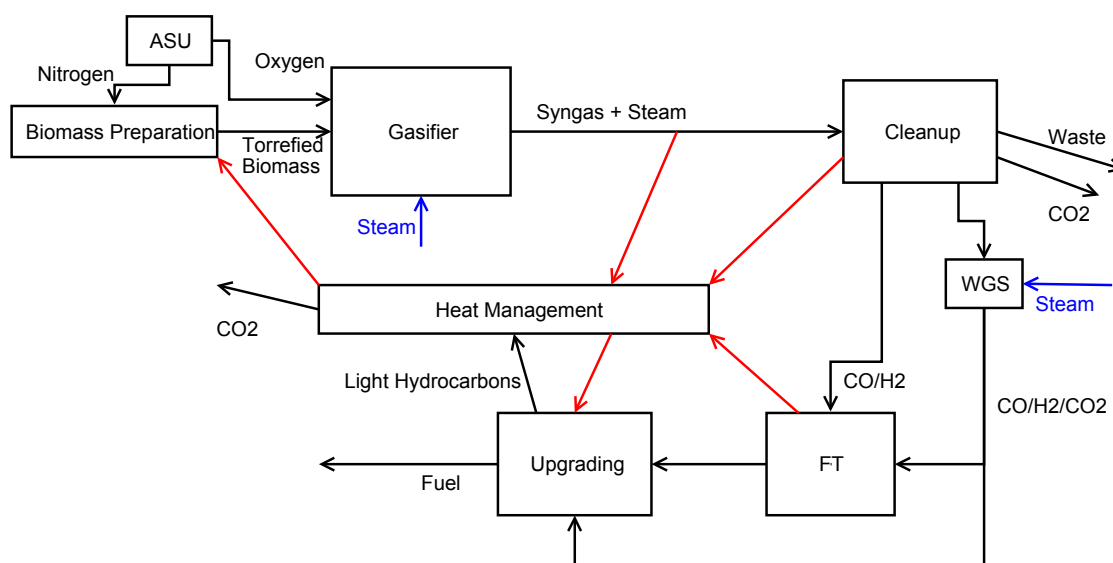 ASU
Nitrogen
Oxygen
Biomass Preparation
Torrefied
Biomass
Gasifier
Syngas + Steam
Cleanup
Waste
CO2
Steam
WGS
Steam
Heat Management
CO2
Light Hydrocarbons
CO/H2
CO/H2/CO2
Upgrading
FT
Fuel